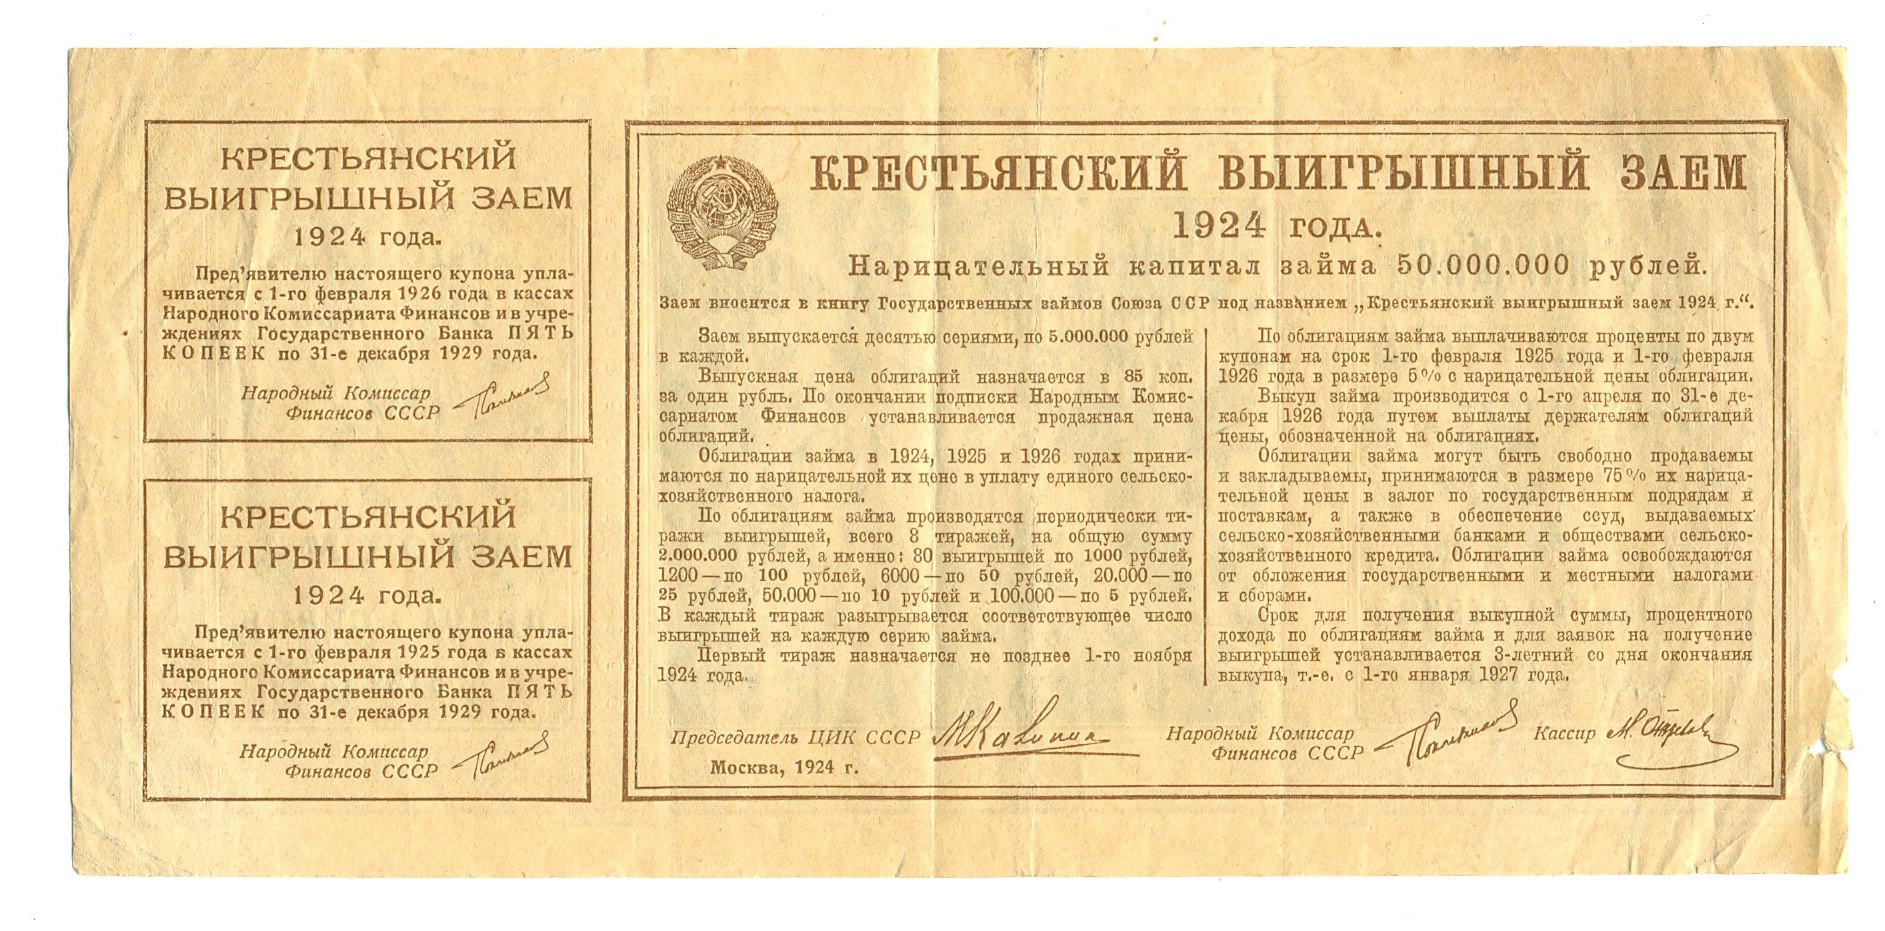 КРЕСТЬЯНСКИЙ
ВЫИГРЫШНЫЙ ЗАЕМ
1924 года.
Пред’явителю настоящего купона упла-
чивается с 1-го февраля 1926 года в кассах
Народного Комиссариата Финансов и в учре-
ждениях Государственного Банка ПЯТЬ
КОПЕЕК по 31-е декабря 1929 года.
Народный Комиссар
Финансов СССР
КРЕСТЬЯНСКИЙ
ВЫИГРЫШНЫЙ ЗАЕМ
1924 года.
Пред’явителю настоящего купона упла-
чивается с 1-го февраля 1925 года в кассах
Народного Комиссариата Финансов и в учре-
ждениях Государственного Банка ПЯТЬ
КОПЕЕК по 31-е декабря 1929 года.
Народный Комиссар
Финансов СССР
КРЕСТЬЯНСКИЙ ВЫИГРЫШНЫЙ ЗАЕМ
1924 года.
Нарицательный капитал займа 50.000.000 рублей.
Заем вносится в книгу Государственных займов Союза ССР под названием „Крестьянский выигрышный заем 1924 г.“.
Заем выпускается десятью сериями, по 5.000.000 рублей
в каждой.
Выпускная цена облигаций назначается в 85 коп.
за один рубль. По окончании подписки Народным Комис-
сариатом Финансов устанавливается продажная цена
облигаций.
Облигации займа в 1924, 1925 и 1926 годах прини-
маются по нарицательной их цене в уплату единого сельско-
хозяйственного налога.
По облигациям займа производятся периодически ти-
ражи выигрышей, всего 8 тиражей, на общую сумму
2.000.000 рублей, а именно: 80 выигрышей по 1000 рублей,
1200 — по 100 рублей, 6000 — по 50 рублей, 20.000 — по
25 рублей, 50.000 — по 10 рублей и 100.000 — по 5 рублей.
В каждый тираж разыгрывается соответствующее число
выигрышей на каждую серию займа.
Первый тираж назначается не позднее 1-го ноября
1924 года.
По облигациям займа выплачиваются проценты по двум
купонам на срок 1-го февраля 1925 года и 1-го февраля
1926 года в размере 5% с нарицательной цены облигации.
Выкуп займа производится с 1-го апреля по 31-е де-
кабря 1926 года путем выплаты держателям облигаций
цены, обозначенной на облигациях.
Облигации займа могут быть свободно продаваемы
и закладываемы, принимаются в размере 75% их нарица-
тельной цены в залог по государственным подрядам и
поставкам, а также в обеспечение ссуд, выдаваемых
сельско-хозяйственными банками и обществами сельско-
хозяйственного кредита. Облигации займа освобождаются
от обложения государственными и местными налогами
и сборами.
Срок для получения выкупной суммы, процентного
дохода по облигациям займа и для заявок на получение
выигрышей устанавливается 3-летний со дня окончания
выкупа, т.-е. с 1-го января 1927 года.
Председатель ЦИК СССР МКалинин
Народный Комиссар
Финансов СССР
Кассир
Москва, 1924 г.